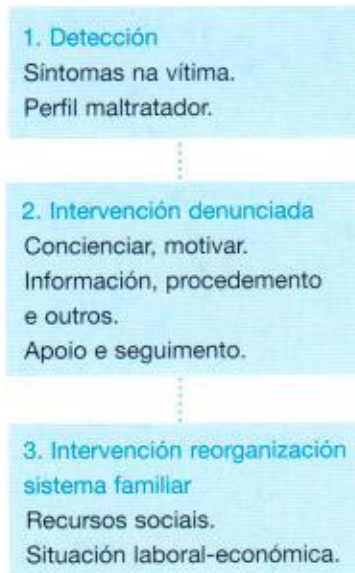 1. Detección
Síntomas na vítima.
Perfil maltratador.
2. Intervención denunciada
Concienciar, motivar.
Información, procedemento
e outros.
Apoio e seguimento.
3. Intervención reorganización
sistema familiar
Recursos sociais.
Situación laboral-económica.